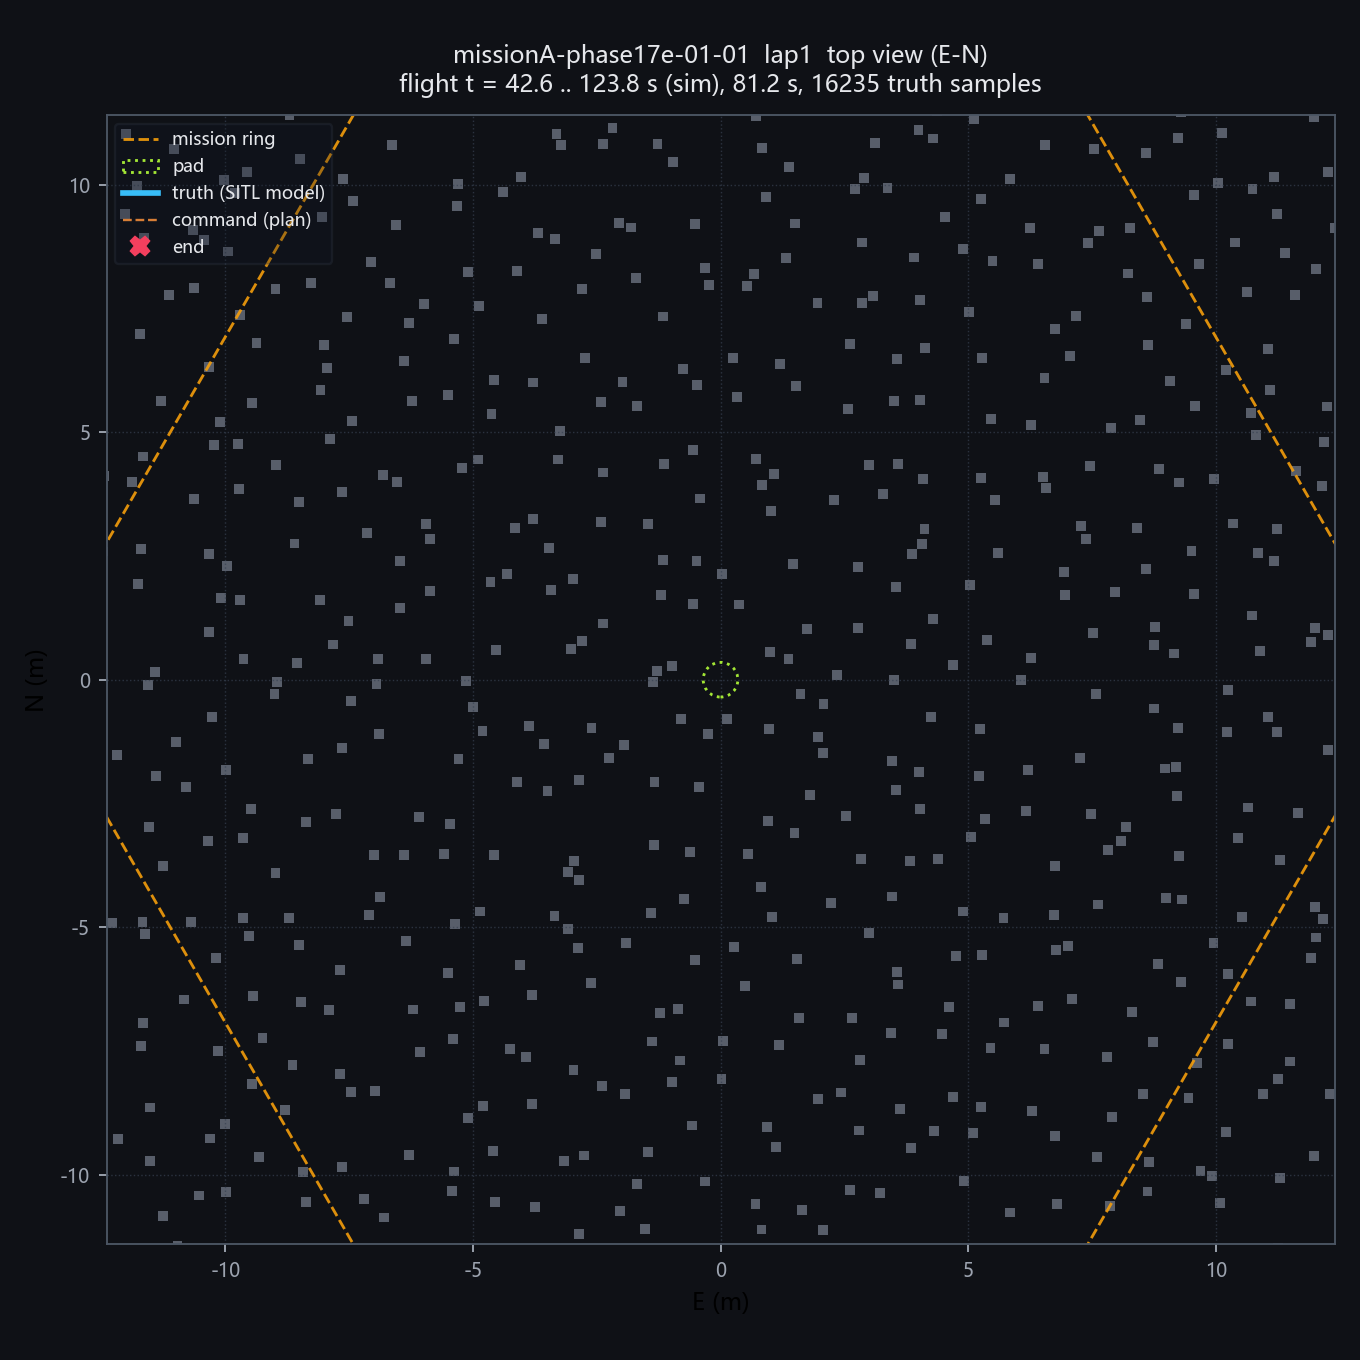 missionA-phase17e-01-01  lap1  top view (E-N)
flight t = 42.6 .. 123.8 s (sim), 81.2 s, 16235 truth samples
mission ring
pad
truth (SITL model)
command (plan)
end
10
5
0
-5
-10
N (m)
-10
-5
0
5
10
E (m)